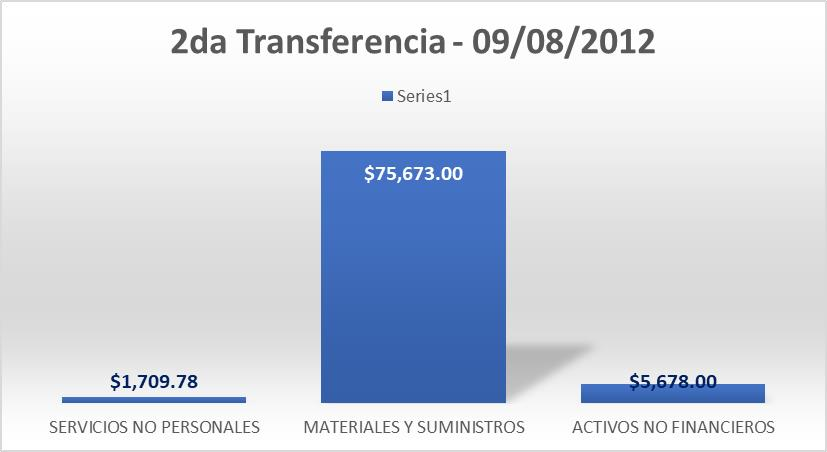 2da Transferencia - 09/08/2012
Series1
$75,673.00
$1,709.78
$5,678.00
SERVICIOS NO PERSONALES
MATERIALES Y SUMINISTROS
ACTIVOS NO FINANCIEROS